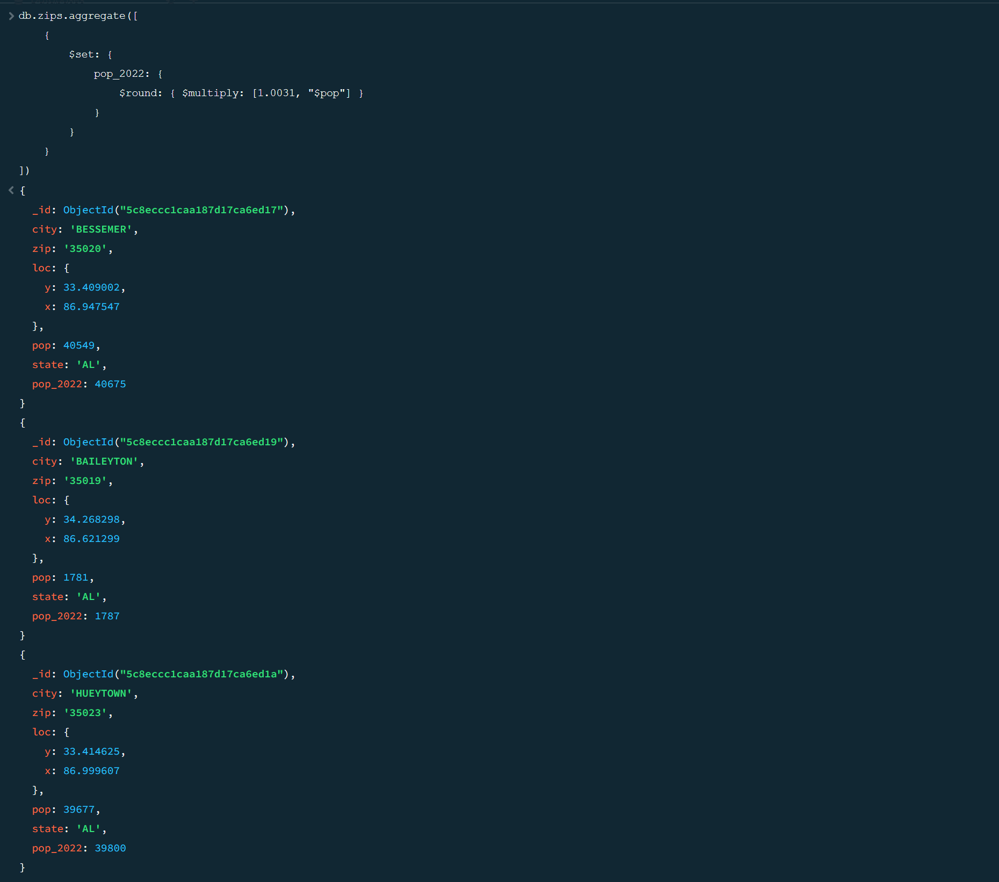 db.zips.aggregate([
{
$set: {
pop_2022: {
$round: { $multiply: [1.0031, "$pop"] }
}
}
}
])
{
_id: ObjectId("5c8eccc1caa187d17ca6ed17"),
city: 'BESSEMER',
zip: '35020',
loc: {
y: 33.409002,
x: 86.947547
},
pop: 40549,
state: 'AL',
pop_2022: 40675
}
{
_id: ObjectId("5c8eccc1caa187d17ca6ed19"),
city: 'BAILEYTON',
zip: '35019',
loc: {
y: 34.268298,
x: 86.621299
},
pop: 1781,
state: 'AL',
pop_2022: 1787
}
{
_id: ObjectId("5c8eccc1caa187d17ca6ed1a"),
city: 'HUEYTOWN',
zip: '35023',
loc: {
y: 33.414625,
x: 86.999607
},
pop: 39677,
state: 'AL',
pop_2022: 39800
}